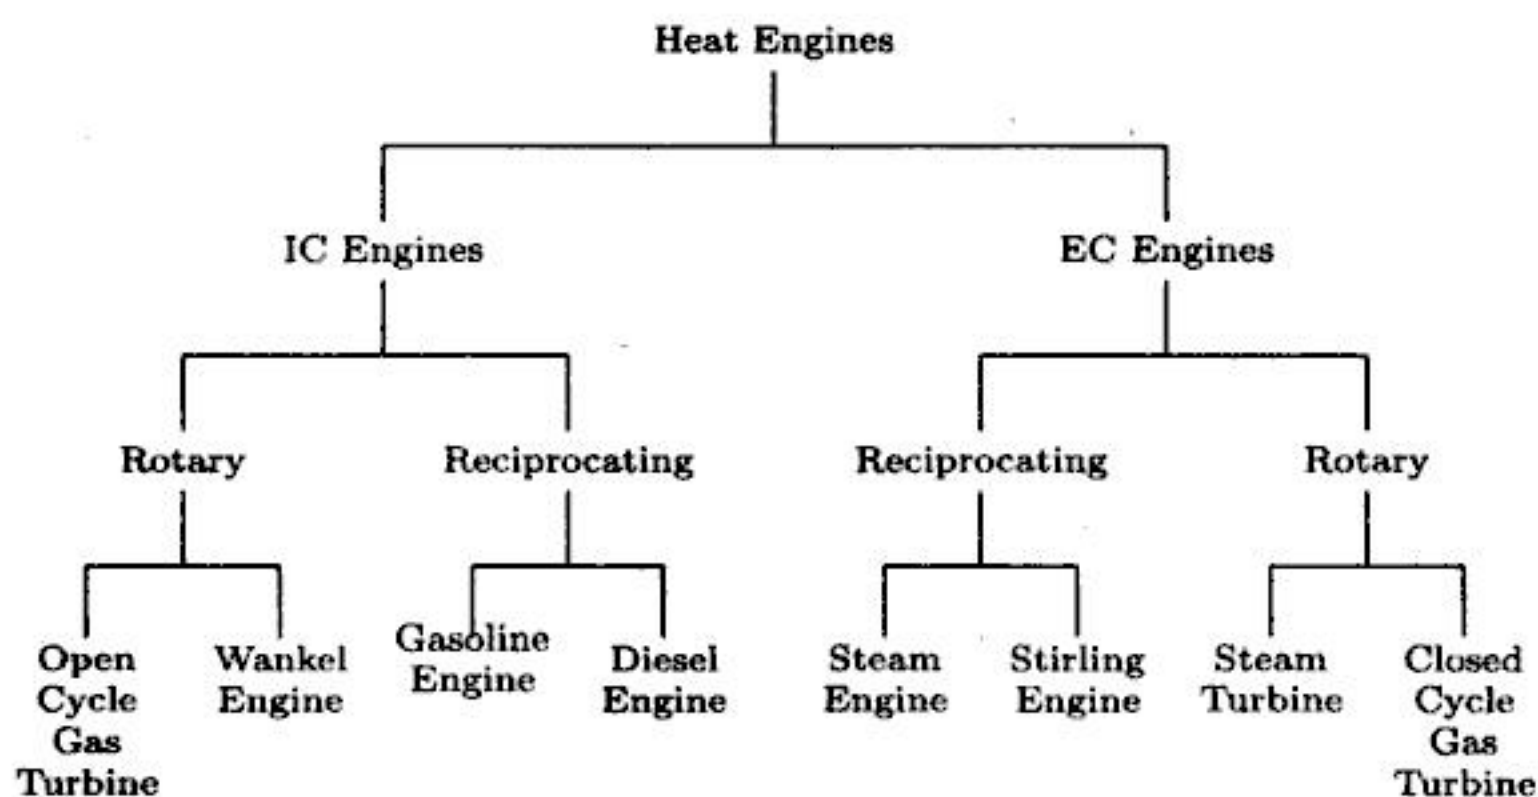 Heat Engines
IC Engines
EC Engines
Rotary
Reciprocating
Reciprocating
Rotary
Open
Cycle
Gas
Turbine
Wankel
Engine
Gasoline
Engine
Diesel
Engine
Steam
Engine
Stirling
Engine
Steam
Turbine
Closed
Cycle
Gas
Turbine